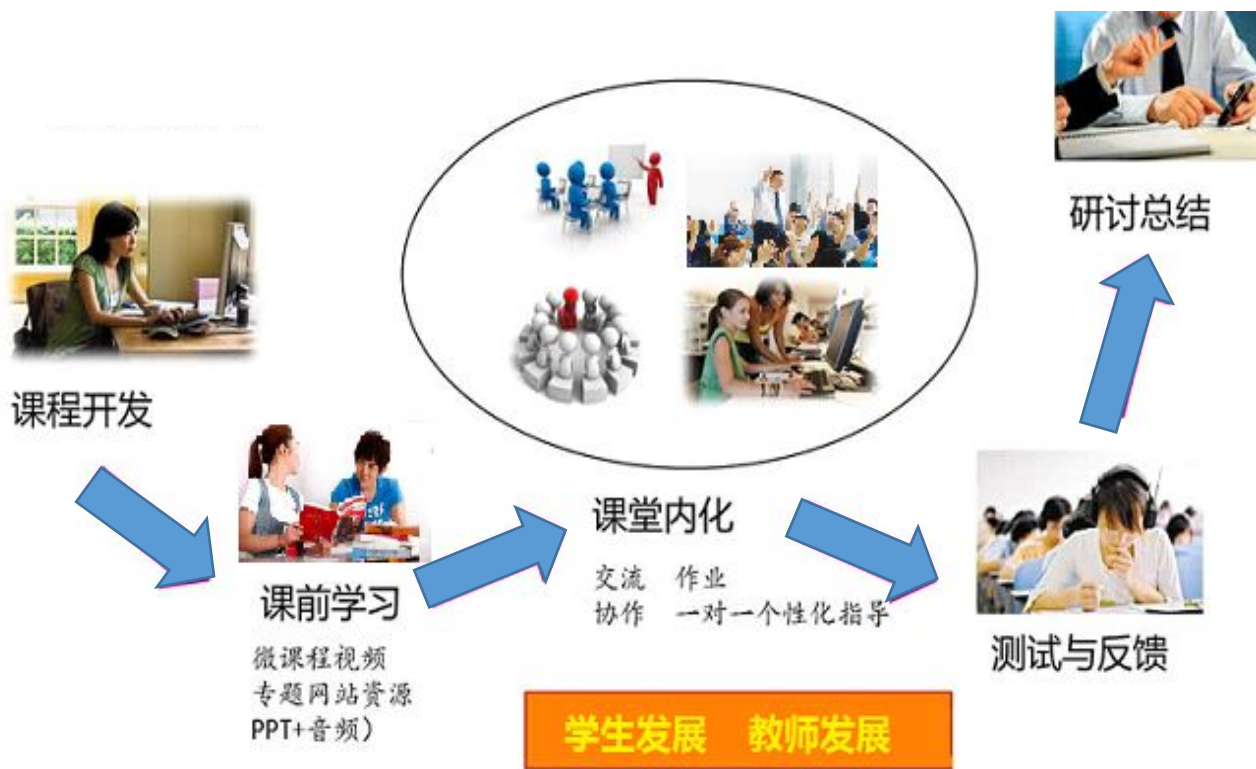 研讨总结
课程开发
课前学习
微课程视频
专题网站资源
PPT+音频）
课堂内化
交流 作业
协作 一对一个性化指导
测试与反馈
学生发展 教师发展